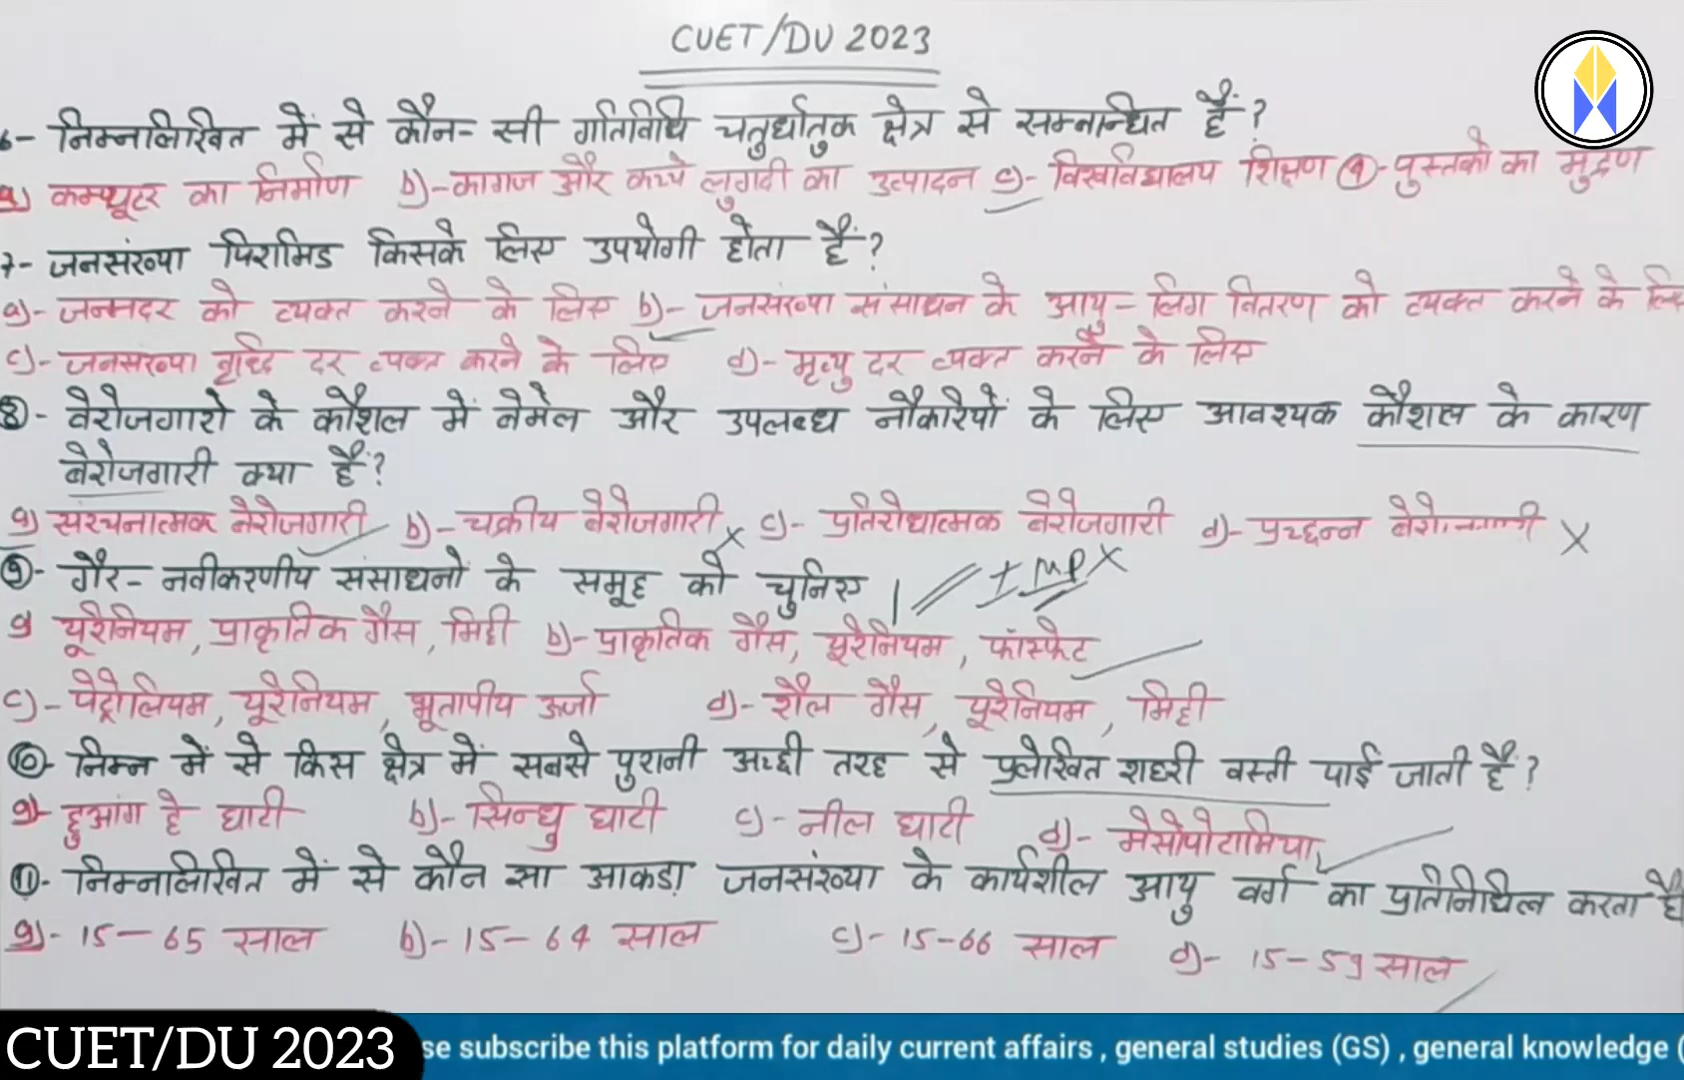 CUET/DU 2023
6- निम्नलिखित में से कौन-सी गतिविधि चतुर्धातुक क्षेत्र से सम्बन्धित है?
a) कम्प्यूटर का निर्माण b)- कागज और कच्चे लुगदी का उत्पादन c)- विश्वविद्यालय शिक्षण d)- पुस्तकों का मुद्रण
7- जनसंख्या पिरामिड किसके लिए उपयोगी होता है?
a)- जन्मदर को व्यक्त करने के लिए b)- जनसंख्या संसाधन के आयु-लिंग वितरण को व्यक्त करने के लिए
c)- जनसंख्या वृद्धि दर व्यक्त करने के लिए d)- मृत्यु दर व्यक्त करने के लिए
8- बेरोजगारो के कौशल में बेमेल और उपलब्ध नौकरियों के लिए आवश्यक कौशल के कारण
बेरोजगारी क्या है?
a) संरचनात्मक बेरोजगारी b)- चक्रीय बेरोजगारी c)- प्रतिरोधात्मक बेरोजगारी d)- प्रच्छन्न बेरोजगारी
9- गैर-नवीकरणीय संसाधनो के समूह को चुनिए। IMP
a) यूरेनियम, प्राकृतिक गैस, मिट्टी b)- प्राकृतिक गैस, यूरेनियम, फॉस्फेट
c)- पेट्रोलियम, यूरेनियम, भूतापीय ऊर्जा d)- शैल गैस, यूरेनियम, मिट्टी
10- निम्न में से किस क्षेत्र में सबसे पुरानी अच्छी तरह से प्रलेखित शहरी बस्ती पाई जाती है?
a)- हुआंग हे घाटी b)- सिन्धु घाटी c)- नील घाटी d)- मेसोपोटामिया
11- निम्नलिखित में से कौन सा आकड़ा जनसंख्या के कार्यशील आयु वर्ग का प्रतिनिधित्व करता है
a)- 15-65 साल b)- 15-64 साल c)- 15-66 साल d)- 15-59 साल
CUET/DU 2023 se subscribe this platform for daily current affairs , general studies (GS) , general knowledge (